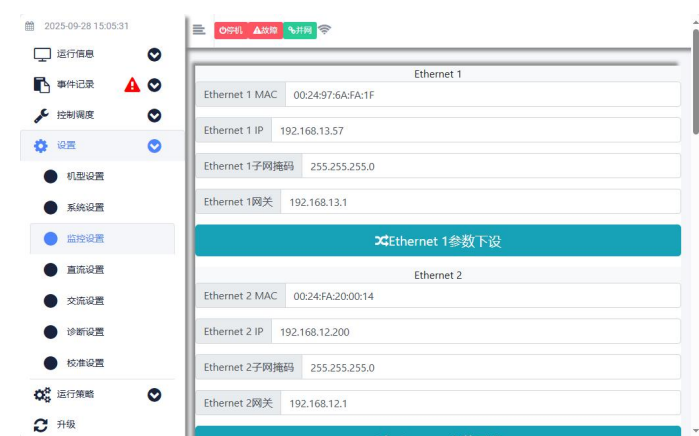 2025-09-28 15:05:31
停机 故障 并网
运行信息
事件记录
控制调度
设置
机型设置
系统设置
监控设置
直流设置
交流设置
诊断设置
校准设置
运行策略
升级
Ethernet 1
Ethernet 1 MAC 00:24:97:6A:FA:1F
Ethernet 1 IP 192.168.13.57
Ethernet 1子网掩码 255.255.255.0
Ethernet 1网关 192.168.13.1
Ethernet 1参数下设
Ethernet 2
Ethernet 2 MAC 00:24:FA:20:00:14
Ethernet 2 IP 192.168.12.200
Ethernet 2子网掩码 255.255.255.0
Ethernet 2网关 192.168.12.1